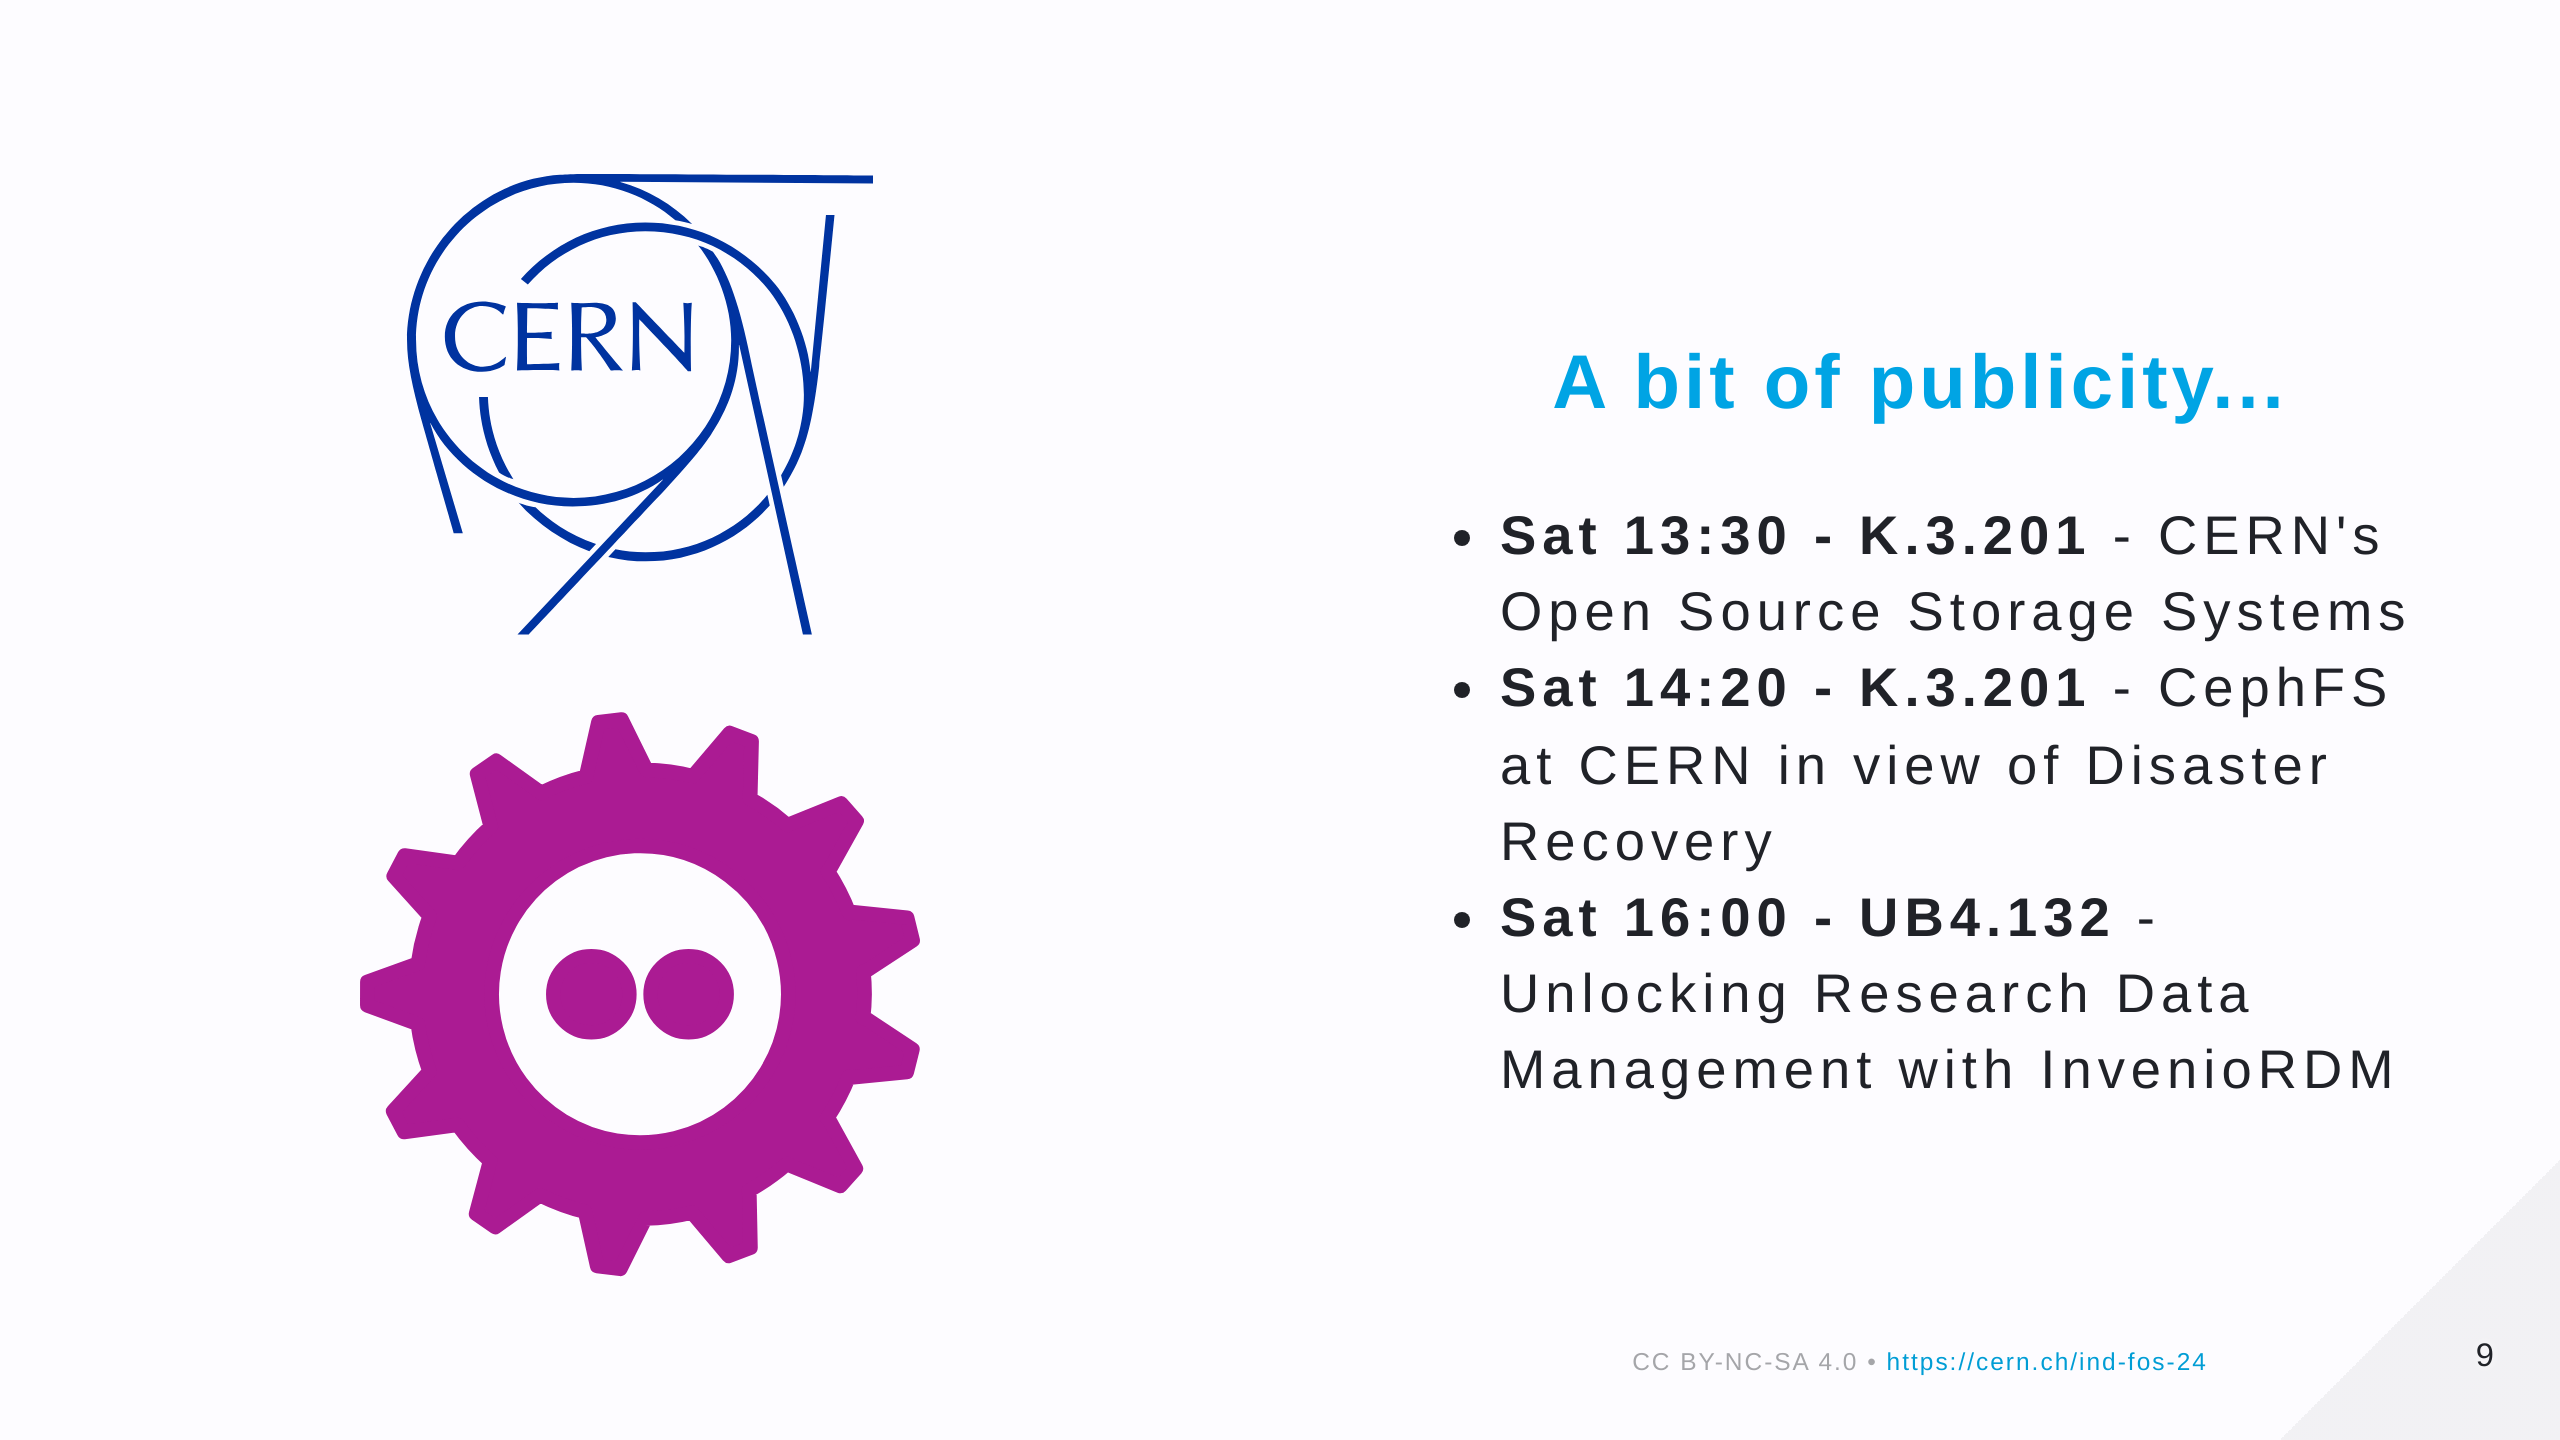 CERN
A bit of publicity...
• Sat 13:30 - K.3.201 - CERN's
Open Source Storage Systems
• Sat 14:20 - K.3.201 - CephFS
at CERN in view of Disaster
Recovery
• Sat 16:00 - UB4.132 -
Unlocking Research Data
Management with InvenioRDM
CC BY-NC-SA 4.0 • https://cern.ch/ind-fos-24
9